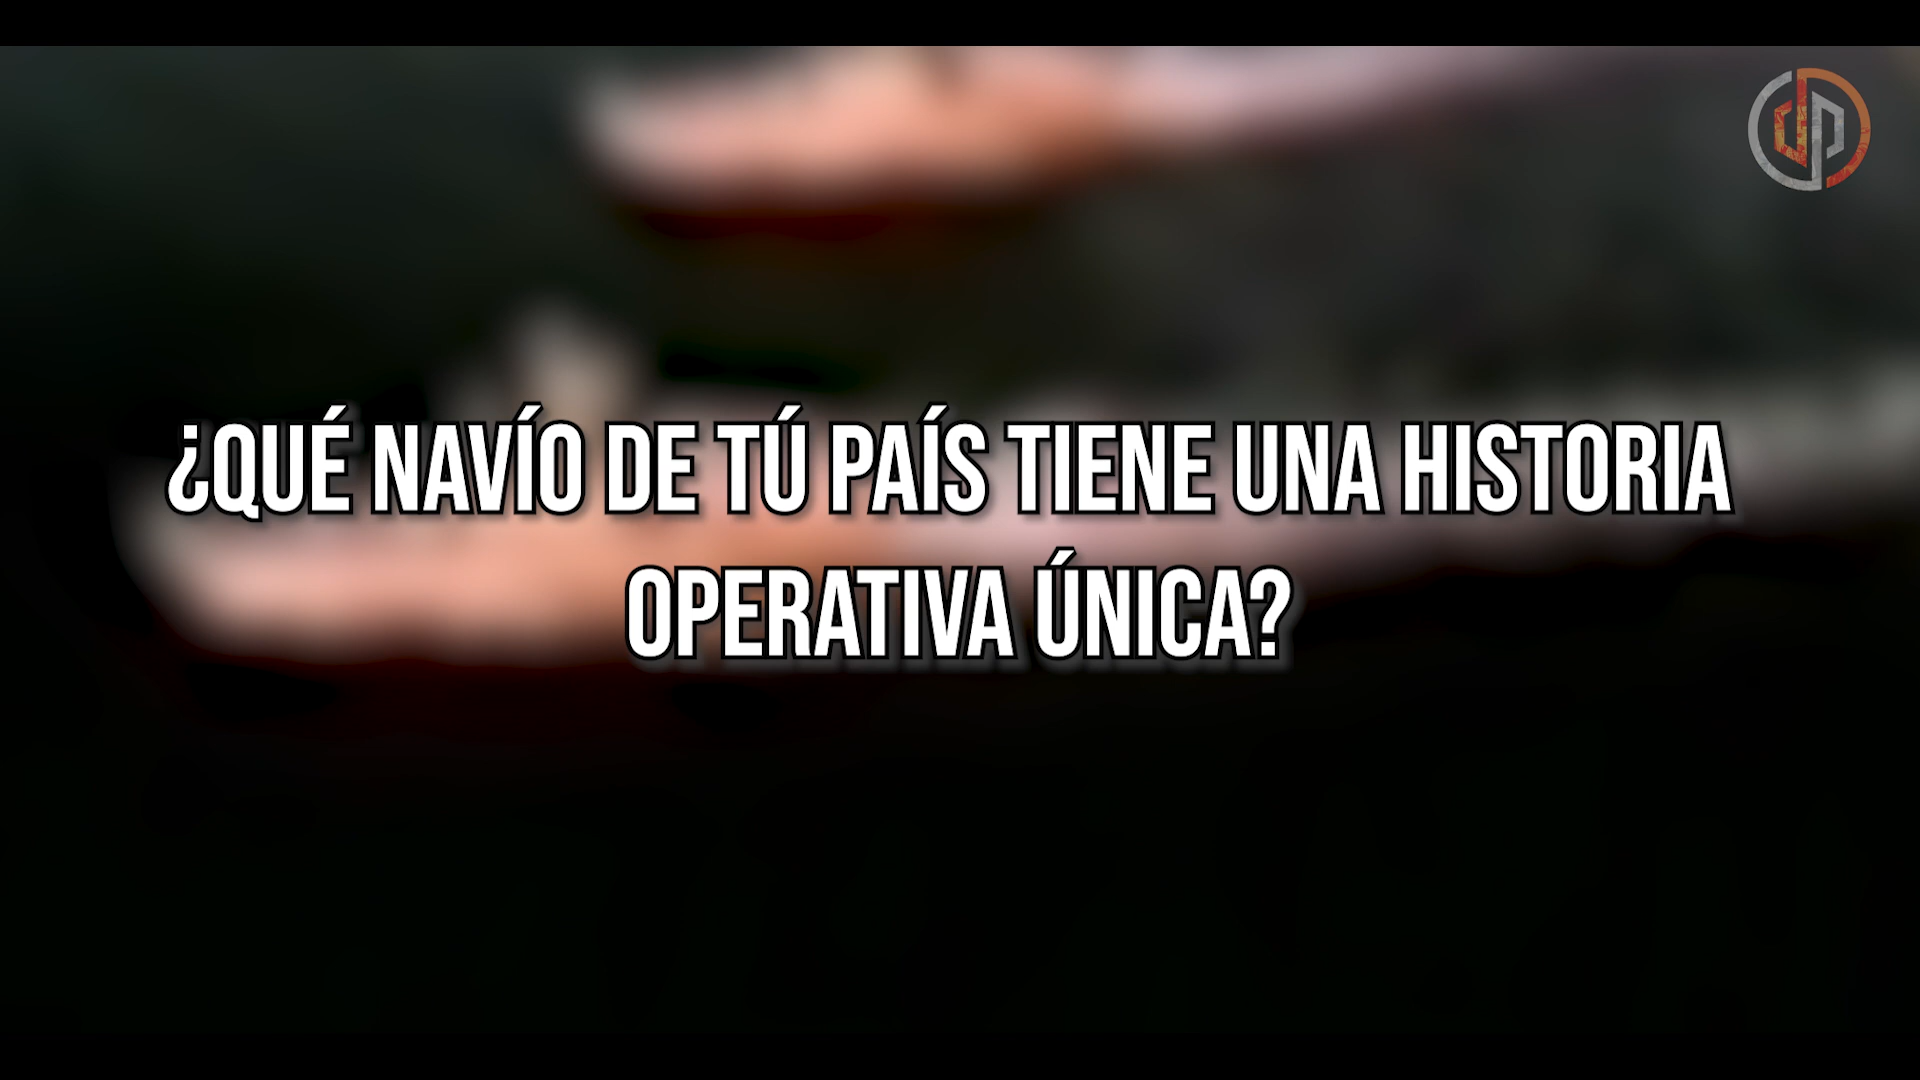 ¿QUÉ NAVÍO DE TÚ PAÍS TIENE UNA HISTORIA
OPERATIVA ÚNICA?